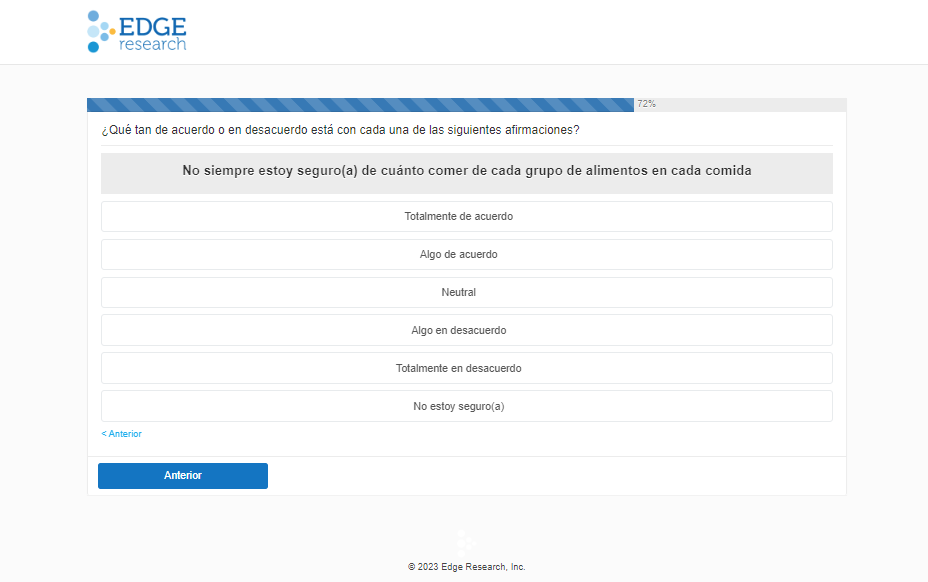 EDGE
research
72%
¿Qué tan de acuerdo o en desacuerdo está con cada una de las siguientes afirmaciones?
No siempre estoy seguro(a) de cuánto comer de cada grupo de alimentos en cada comida
Totalmente de acuerdo
Algo de acuerdo
Neutral
Algo en desacuerdo
Totalmente en desacuerdo
No estoy seguro(a)
< Anterior
Anterior
© 2023 Edge Research, Inc.